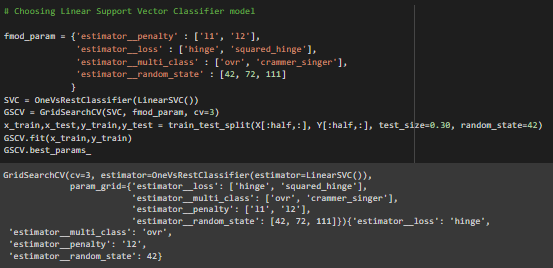 # Choosing Linear Support Vector Classifier model
fmod_param = {'estimator__penalty' : ['l1', 'l2'],
'estimator__loss' : ['hinge', 'squared_hinge'],
'estimator__multi_class' : ['ovr', 'crammer_singer'],
'estimator__random_state' : [42, 72, 111]
}
SVC = OneVsRestClassifier(LinearSVC())
GSCV = GridSearchCV(SVC, fmod_param, cv=3)
x_train,x_test,y_train,y_test = train_test_split(X[:half,:], Y[:half,:], test_size=0.30, random_state=42)
GSCV.fit(x_train,y_train)
GSCV.best_params_
GridSearchCV(cv=3, estimator=OneVsRestClassifier(estimator=LinearSVC()),
param_grid={'estimator__loss': ['hinge', 'squared_hinge'],
'estimator__multi_class': ['ovr', 'crammer_singer'],
'estimator__penalty': ['l1', 'l2'],
'estimator__random_state': [42, 72, 111]}){'estimator__loss': 'hinge',
'estimator__multi_class': 'ovr',
'estimator__penalty': 'l2',
'estimator__random_state': 42}